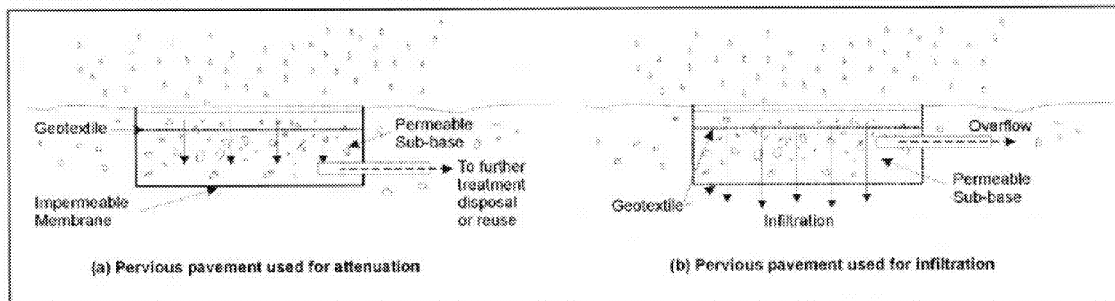 Geotextile
Permeable
Sub-base
To further
treatment
disposal
or reuse
Impermeable
Membrane
(a) Pervious pavement used for attenuation
Overflow
Permeable
Sub-base
Geotextile
Infiltration
(b) Pervious pavement used for infiltration